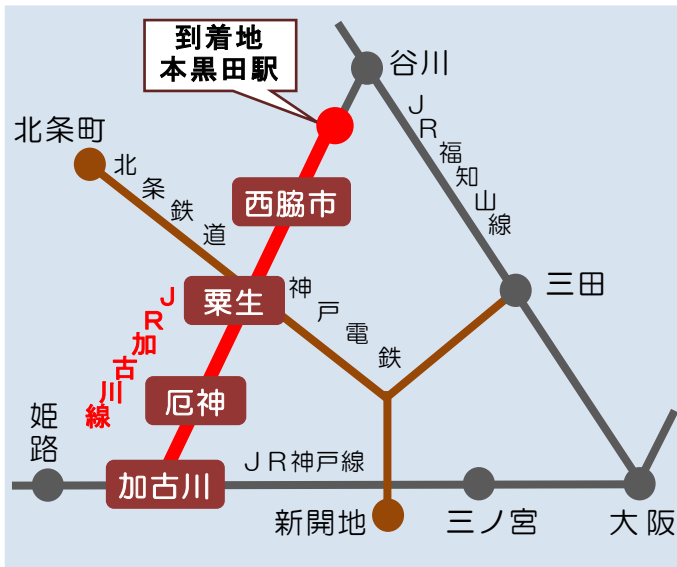 到着地
本黒田駅
谷川
北条町
JR福知山線
北条鉄道
西脇市
三田
粟生
神戸電鉄
JR加古川線
厄神
姫路
JR神戸線
加古川
新開地
三ノ宮
大阪